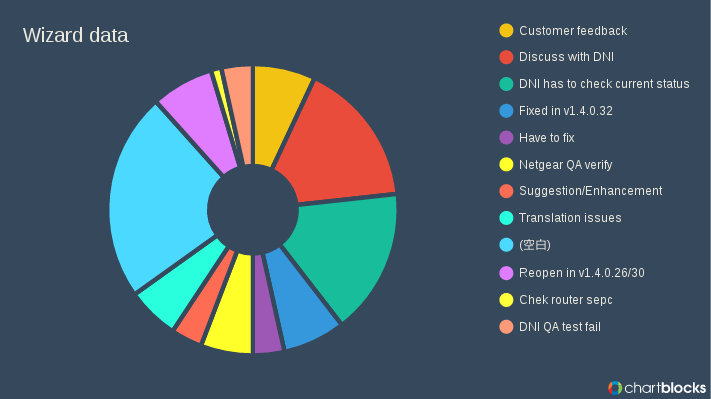 Wizard data
Customer feedback
Discuss with DNI
DNI has to check current status
Fixed in v1.4.0.32
Have to fix
Netgear QA verify
Suggestion/Enhancement
Translation issues
(空白)
Reopen in v1.4.0.26/30
Chek router sepc
DNI QA test fail
chartblocks